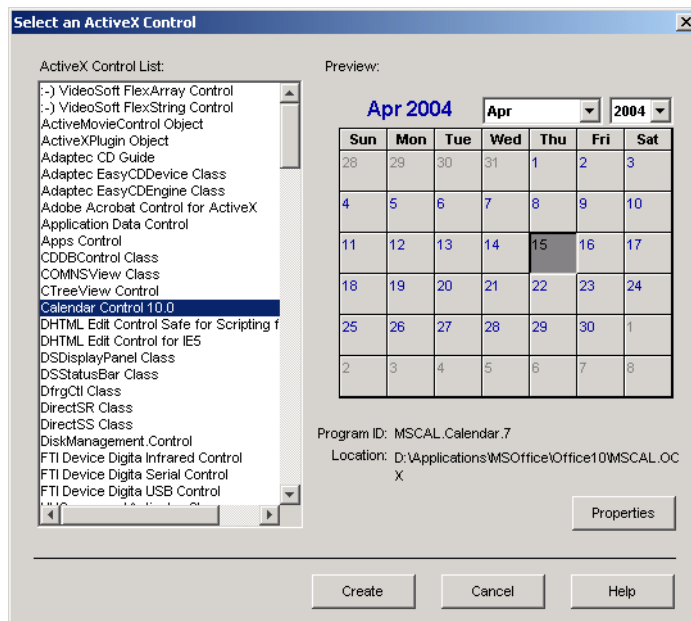 Select an ActiveX Control
ActiveX Control List:
:-) VideoSoft FlexArray Control
:-) VideoSoft FlexString Control
ActiveMovieControl Object
ActiveXPlugin Object
Adaptec CD Guide
Adaptec EasyCDDevice Class
Adaptec EasyCDEngine Class
Adobe Acrobat Control for ActiveX
Application Data Control
Apps Control
CDDBControl Class
COMNSView Class
CTreeView Control
Calendar Control 10.0
DHTML Edit Control Safe for Scripting f
DHTML Edit Control for IE5
DSDisplayPanel Class
DSStatusBar Class
DfrgCtl Class
DirectSR Class
DirectSS Class
DiskManagement.Control
FTI Device Digita Infrared Control
FTI Device Digita Serial Control
FTI Device Digita USB Control
Preview:
Apr 2004 Apr 2004
Sun Mon Tue Wed Thu Fri Sat
28 29 30 31 1 2 3
4 5 6 7 8 9 10
11 12 13 14 15 16 17
18 19 20 21 22 23 24
25 26 27 28 29 30 1
2 3 4 5 6 7 8
Program ID: MSCAL.Calendar.7
Location: D:\Applications\MSOffice\Office10\MSCAL.OC
X
Properties
Create Cancel Help